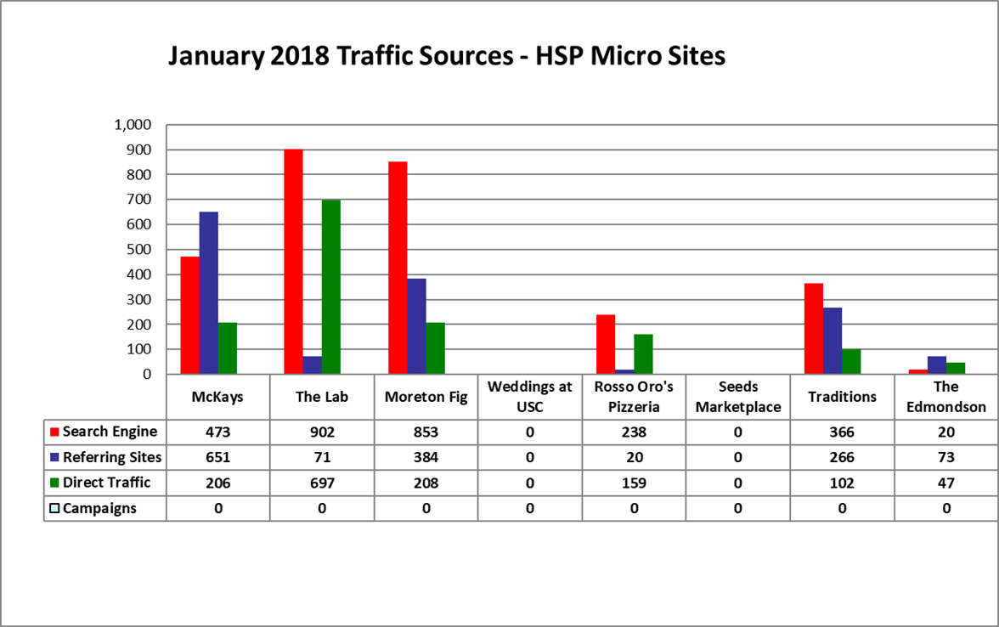 January 2018 Traffic Sources - HSP Micro Sites
1,000
900
800
700
600
500
400
300
200
100
0
McKays The Lab Moreton Fig Weddings at USC Rosso Oro's Pizzeria Seeds Marketplace Traditions The Edmondson
Search Engine 473 902 853 0 238 0 366 20
Referring Sites 651 71 384 0 20 0 266 73
Direct Traffic 206 697 208 0 159 0 102 47
Campaigns 0 0 0 0 0 0 0 0